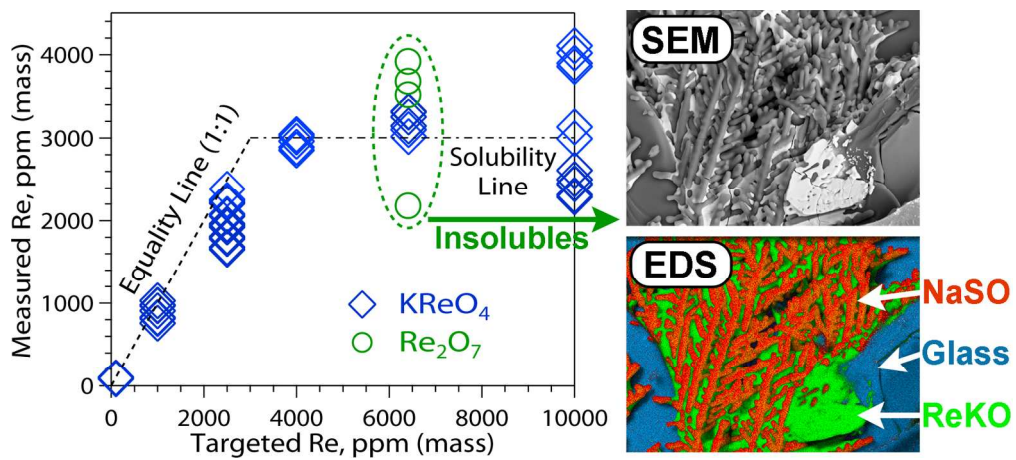 Measured Re, ppm (mass)
4000
3000
2000
1000
0
0
2000
4000
6000
8000
10000
Targeted Re, ppm (mass)
Equality Line (1:1)
Solubility
Line
Insolubles
KReO₄
Re₂O₇
SEM
EDS
NaSO
Glass
ReKO